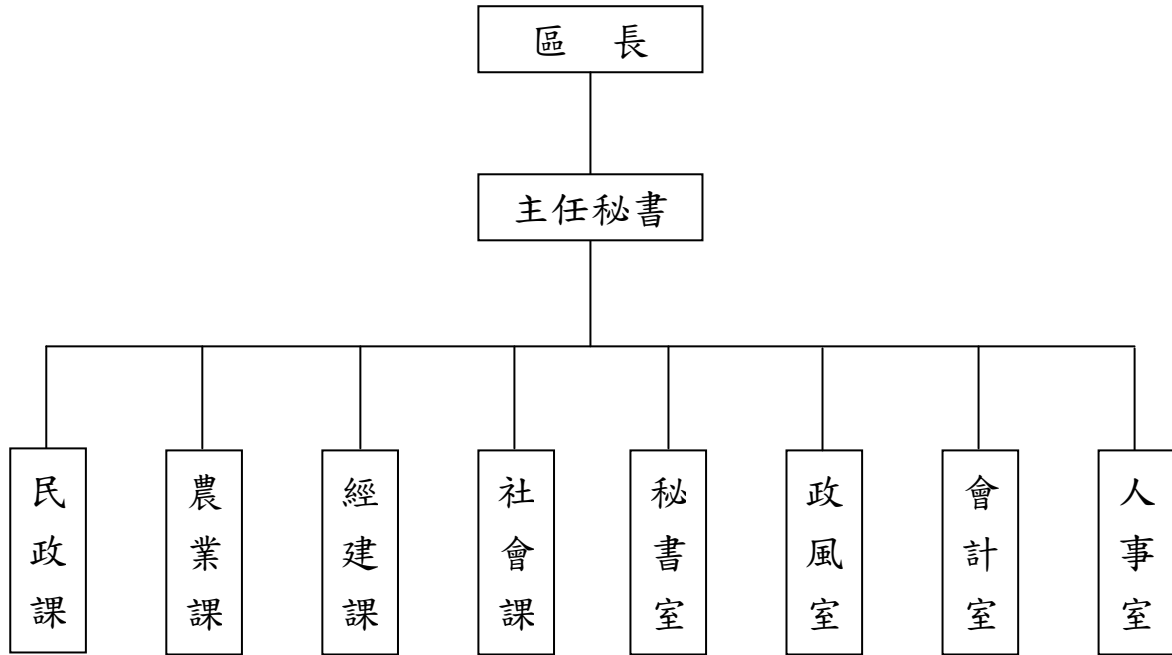 區 長
主任秘書
民政課
農業課
經建課
社會課
秘書室
政風室
會計室
人事室